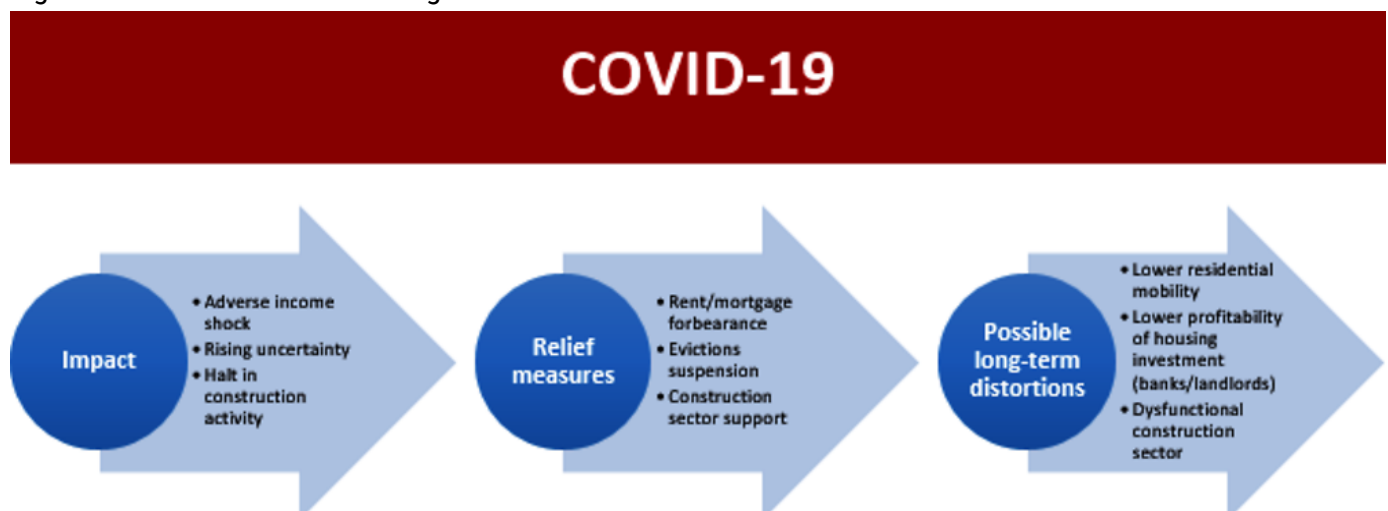 COVID-19
Impact
• Adverse income
shock
• Rising uncertainty
• Halt in
construction
activity
Relief
measures
• Rent/mortgage
forbearance
• Evictions
suspension
• Construction
sector support
Possible
long-term
distortions
• Lower residential
mobility
• Lower profitability
of housing
investment
(banks/landlords)
• Dysfunctional
construction
sector